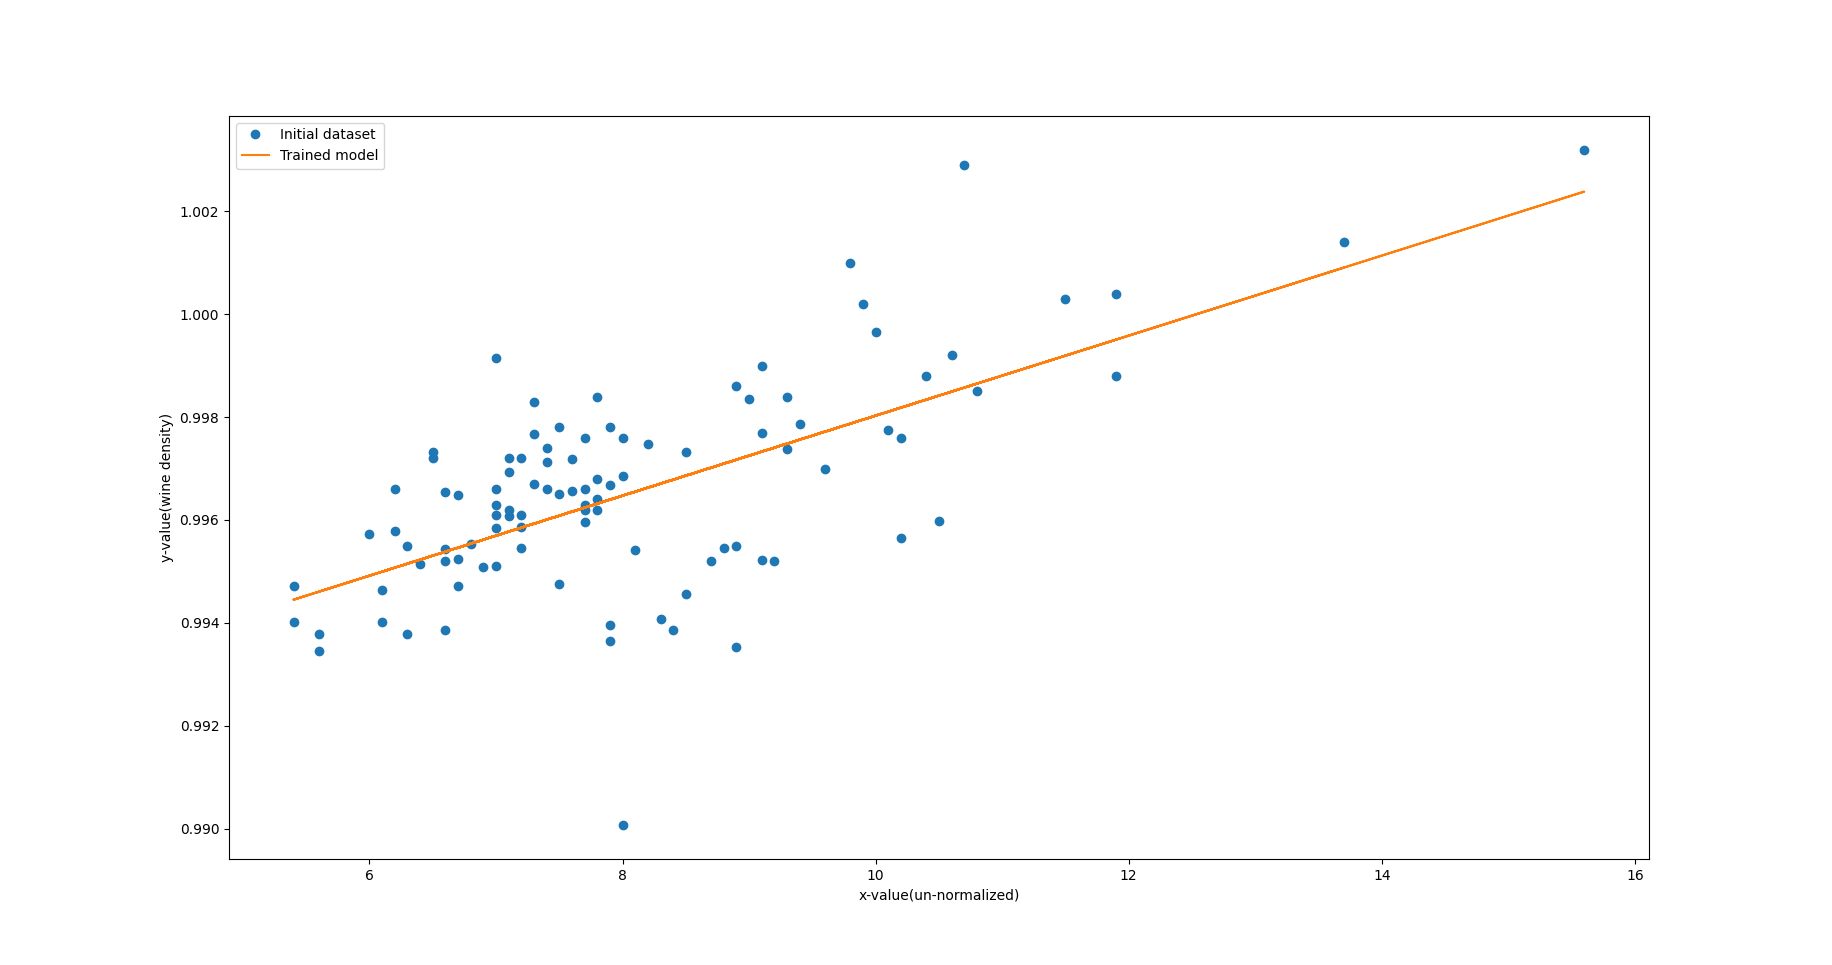 Initial dataset
Trained model
1.002
1.000
0.998
0.996
0.994
0.992
0.990
y-value(wine density)
6 8 10 12 14 16
x-value(un-normalized)